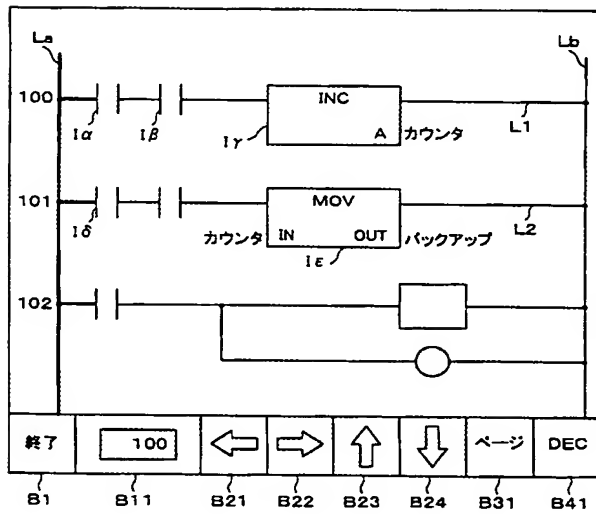 La Lb
100 INC
Iα Iβ Iγ A カウンタ L1
101 MOV
Iδ カウンタ IN OUT バックアップ L2
Iε
102
終了 100 ページ DEC
B1 B11 B21 B22 B23 B24 B31 B41